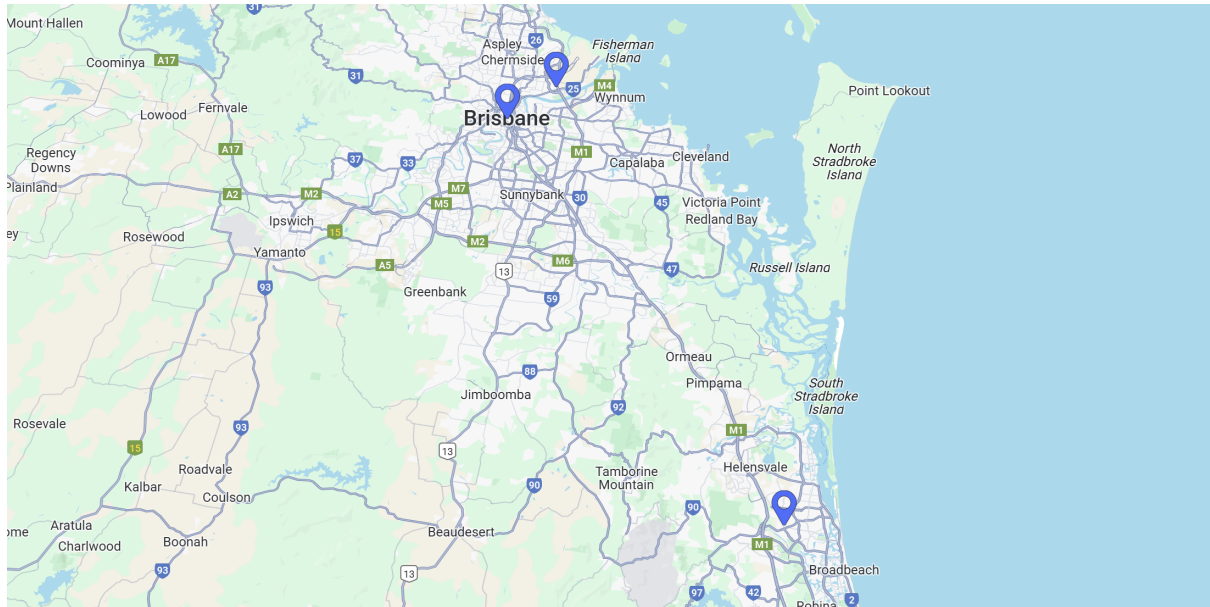 31
Mount Hallen
Aspley
26
Fisherman
Island
Coominya
A17
Chermside
31
25
M4
Wynnum
Point Lookout
Lowood
Fernvale
Brisbane
Regency
Downs
A17
37
33
M1
Capalaba
Cleveland
North
Stradbroke
Island
Plainland
A2
M2
M7
M5
Sunnybank
30
45
Victoria Point
Redland Bay
Ipswich
15
ey
Rosewood
Yamanto
M2
A5
M6
13
47
Russell Island
93
Greenbank
59
Ormeau
88
Pimpama
South
Stradbroke
Island
Jimboomba
92
Rosevale
93
15
13
M1
Roadvale
Tamborine
Mountain
Helensvale
Kalbar
Coulson
90
90
ome
Aratula
Charlwood
Boonah
Beaudesert
M1
93
13
Broadbeach
97
42
2
Robina